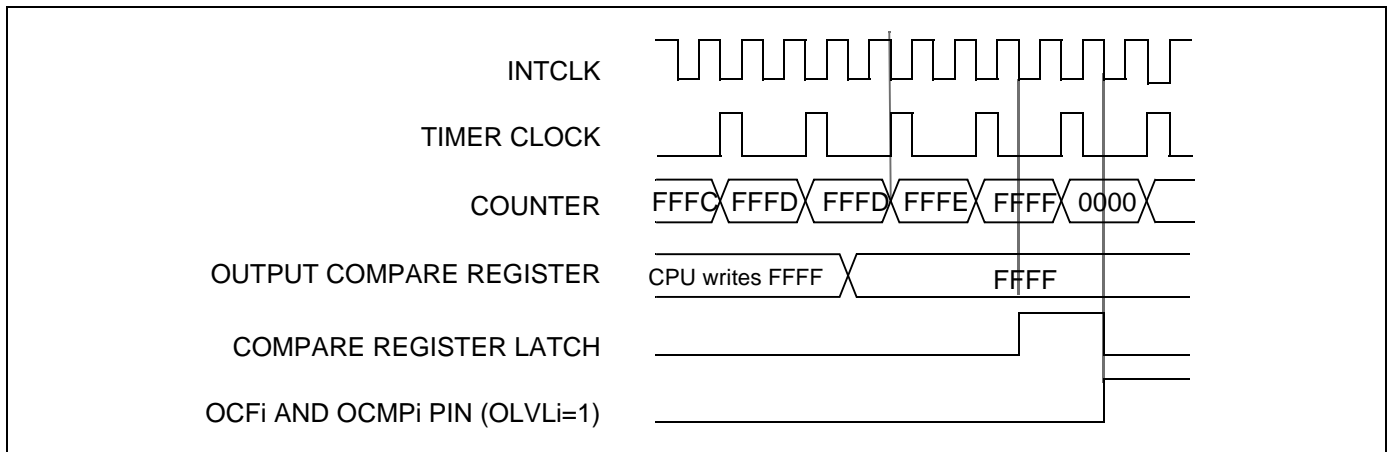 INTCLK
TIMER CLOCK
COUNTER FFFC FFFD FFFD FFFE FFFF 0000
OUTPUT COMPARE REGISTER CPU writes FFFF FFFF
COMPARE REGISTER LATCH
OCFi AND OCMPi PIN (OLVLi=1)